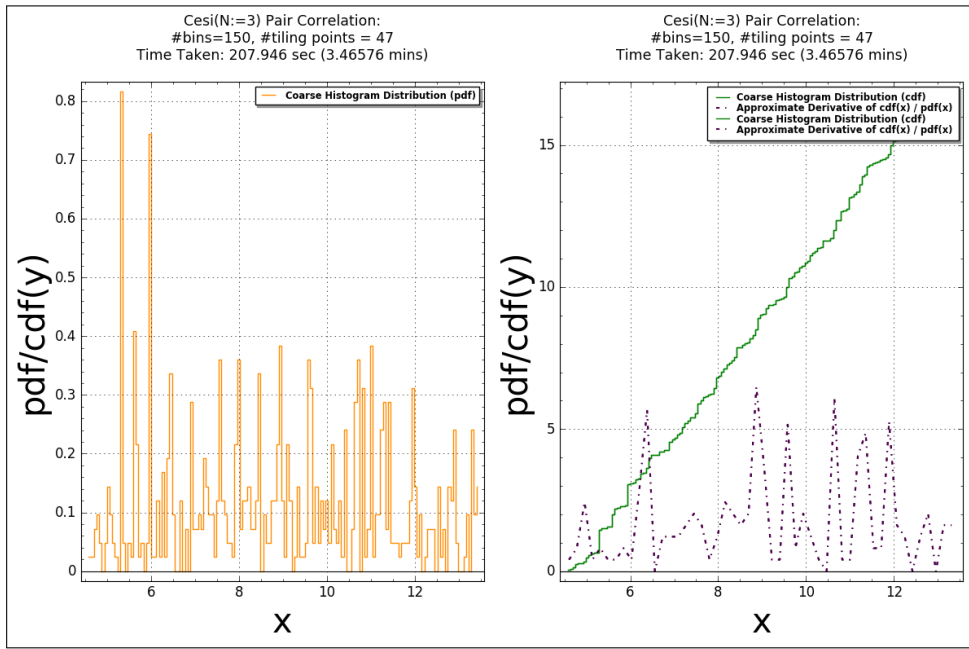 Cesi(N:=3) Pair Correlation:
#bins=150, #tiling points = 47
Time Taken: 207.946 sec (3.46576 mins)
Coarse Histogram Distribution (pdf)
pdf/cdf(y)
0.8
0.7
0.6
0.5
0.4
0.3
0.2
0.1
0
6
8
10
12
x
Cesi(N:=3) Pair Correlation:
#bins=150, #tiling points = 47
Time Taken: 207.946 sec (3.46576 mins)
Coarse Histogram Distribution (cdf)
Approximate Derivative of cdf(x) / pdf(x)
Coarse Histogram Distribution (cdf)
Approximate Derivative of cdf(x) / pdf(x)
pdf/cdf(y)
15
10
5
0
6
8
10
12
x